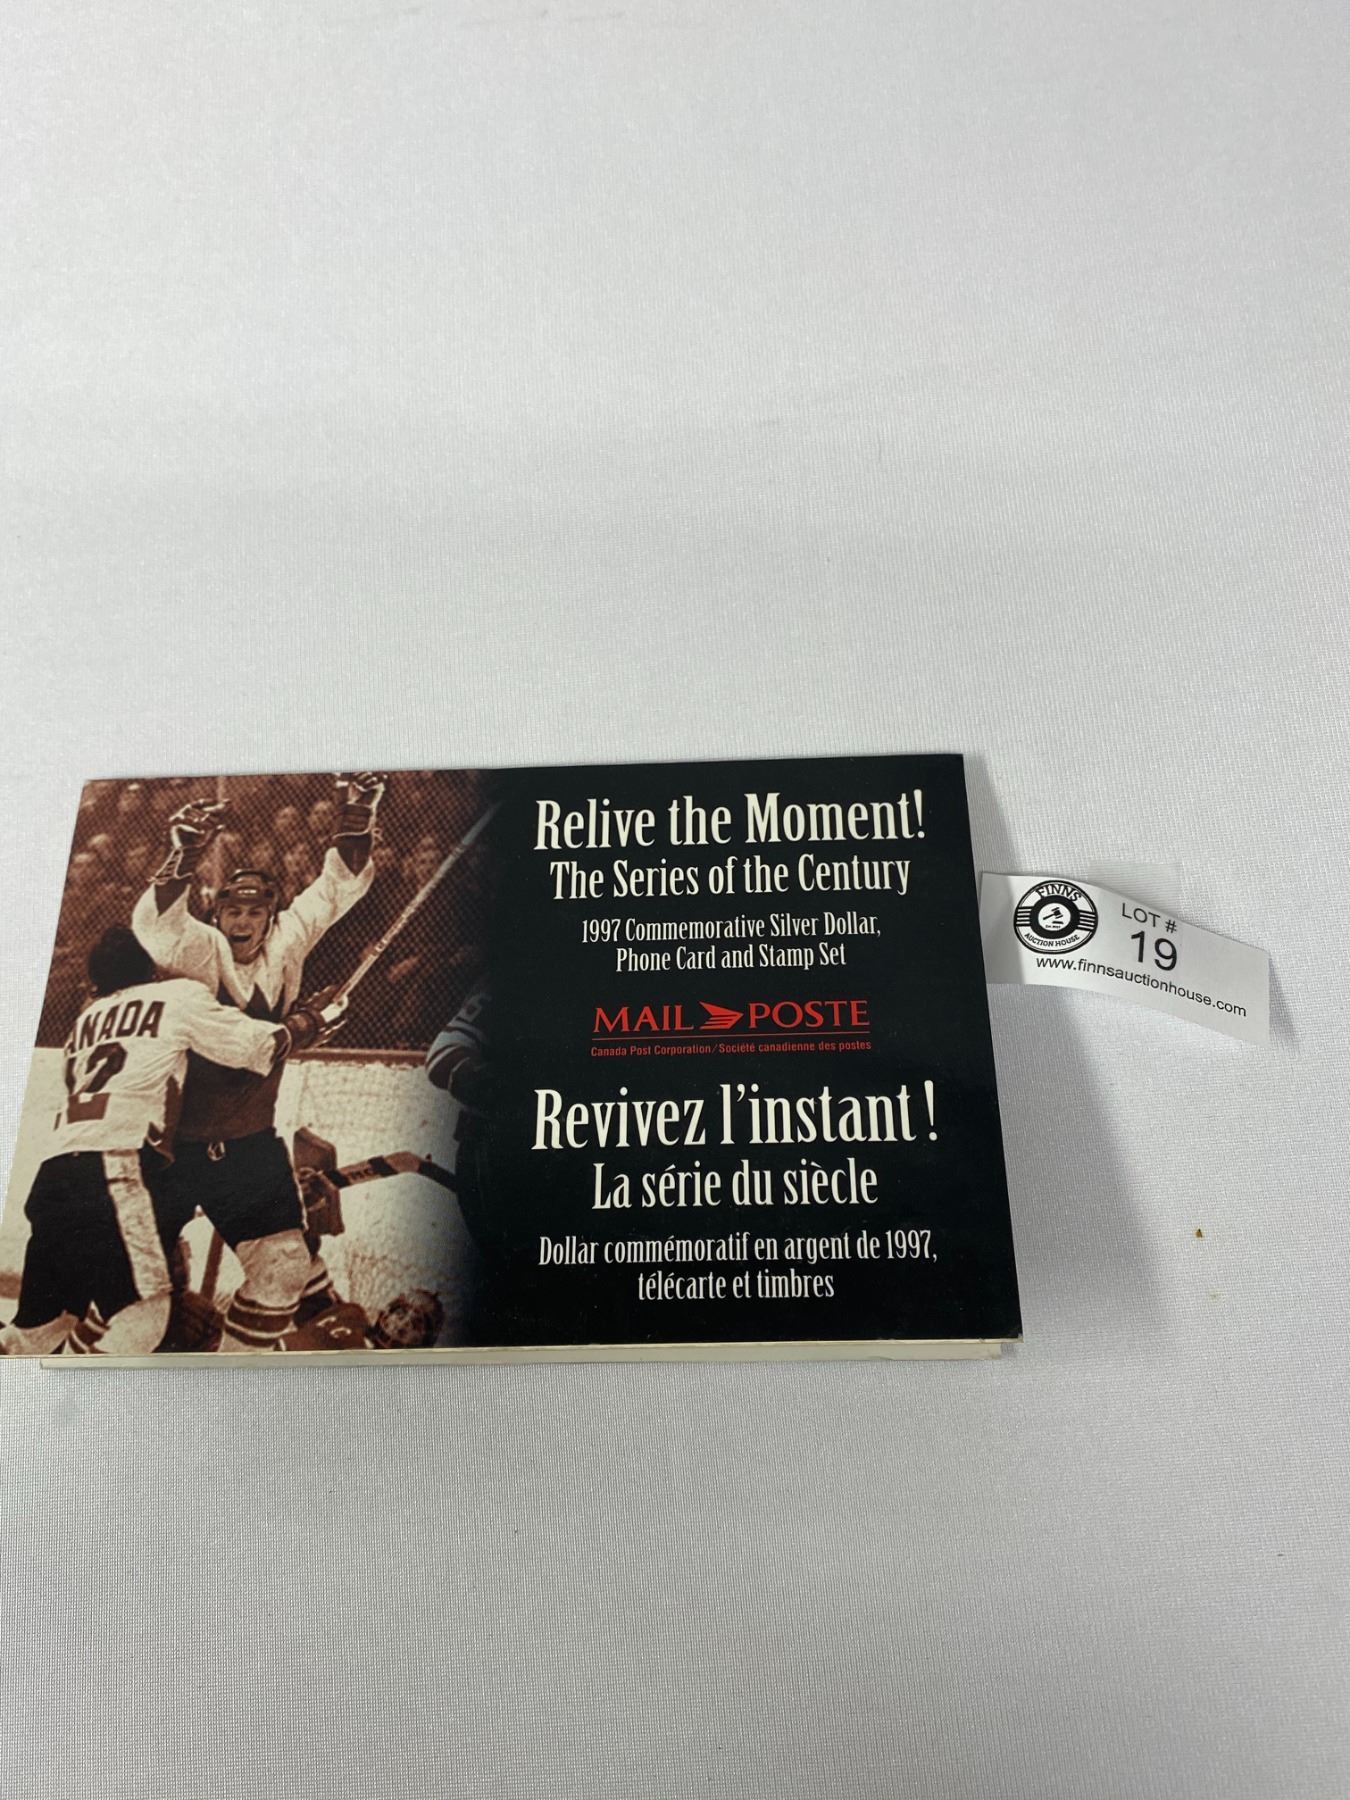 Relive the Moment!
The Series of the Century
1997 Commemorative Silver Dollar,
Phone Card and Stamp Set
MAIL POSTE
Canada Post Corporation/Société canadienne des postes
Revivez l'instant !
La série du siècle
Dollar commémoratif en argent de 1997,
télécarte et timbres
ANADA
12
FINNS
AUCTION HOUSE
LOT #
19
www.finnsauctionhouse.com